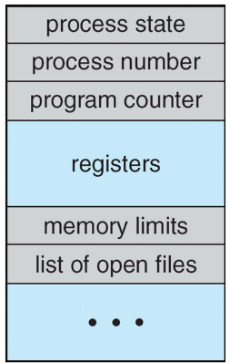 process state
process number
program counter
registers
memory limits
list of open files
• • •